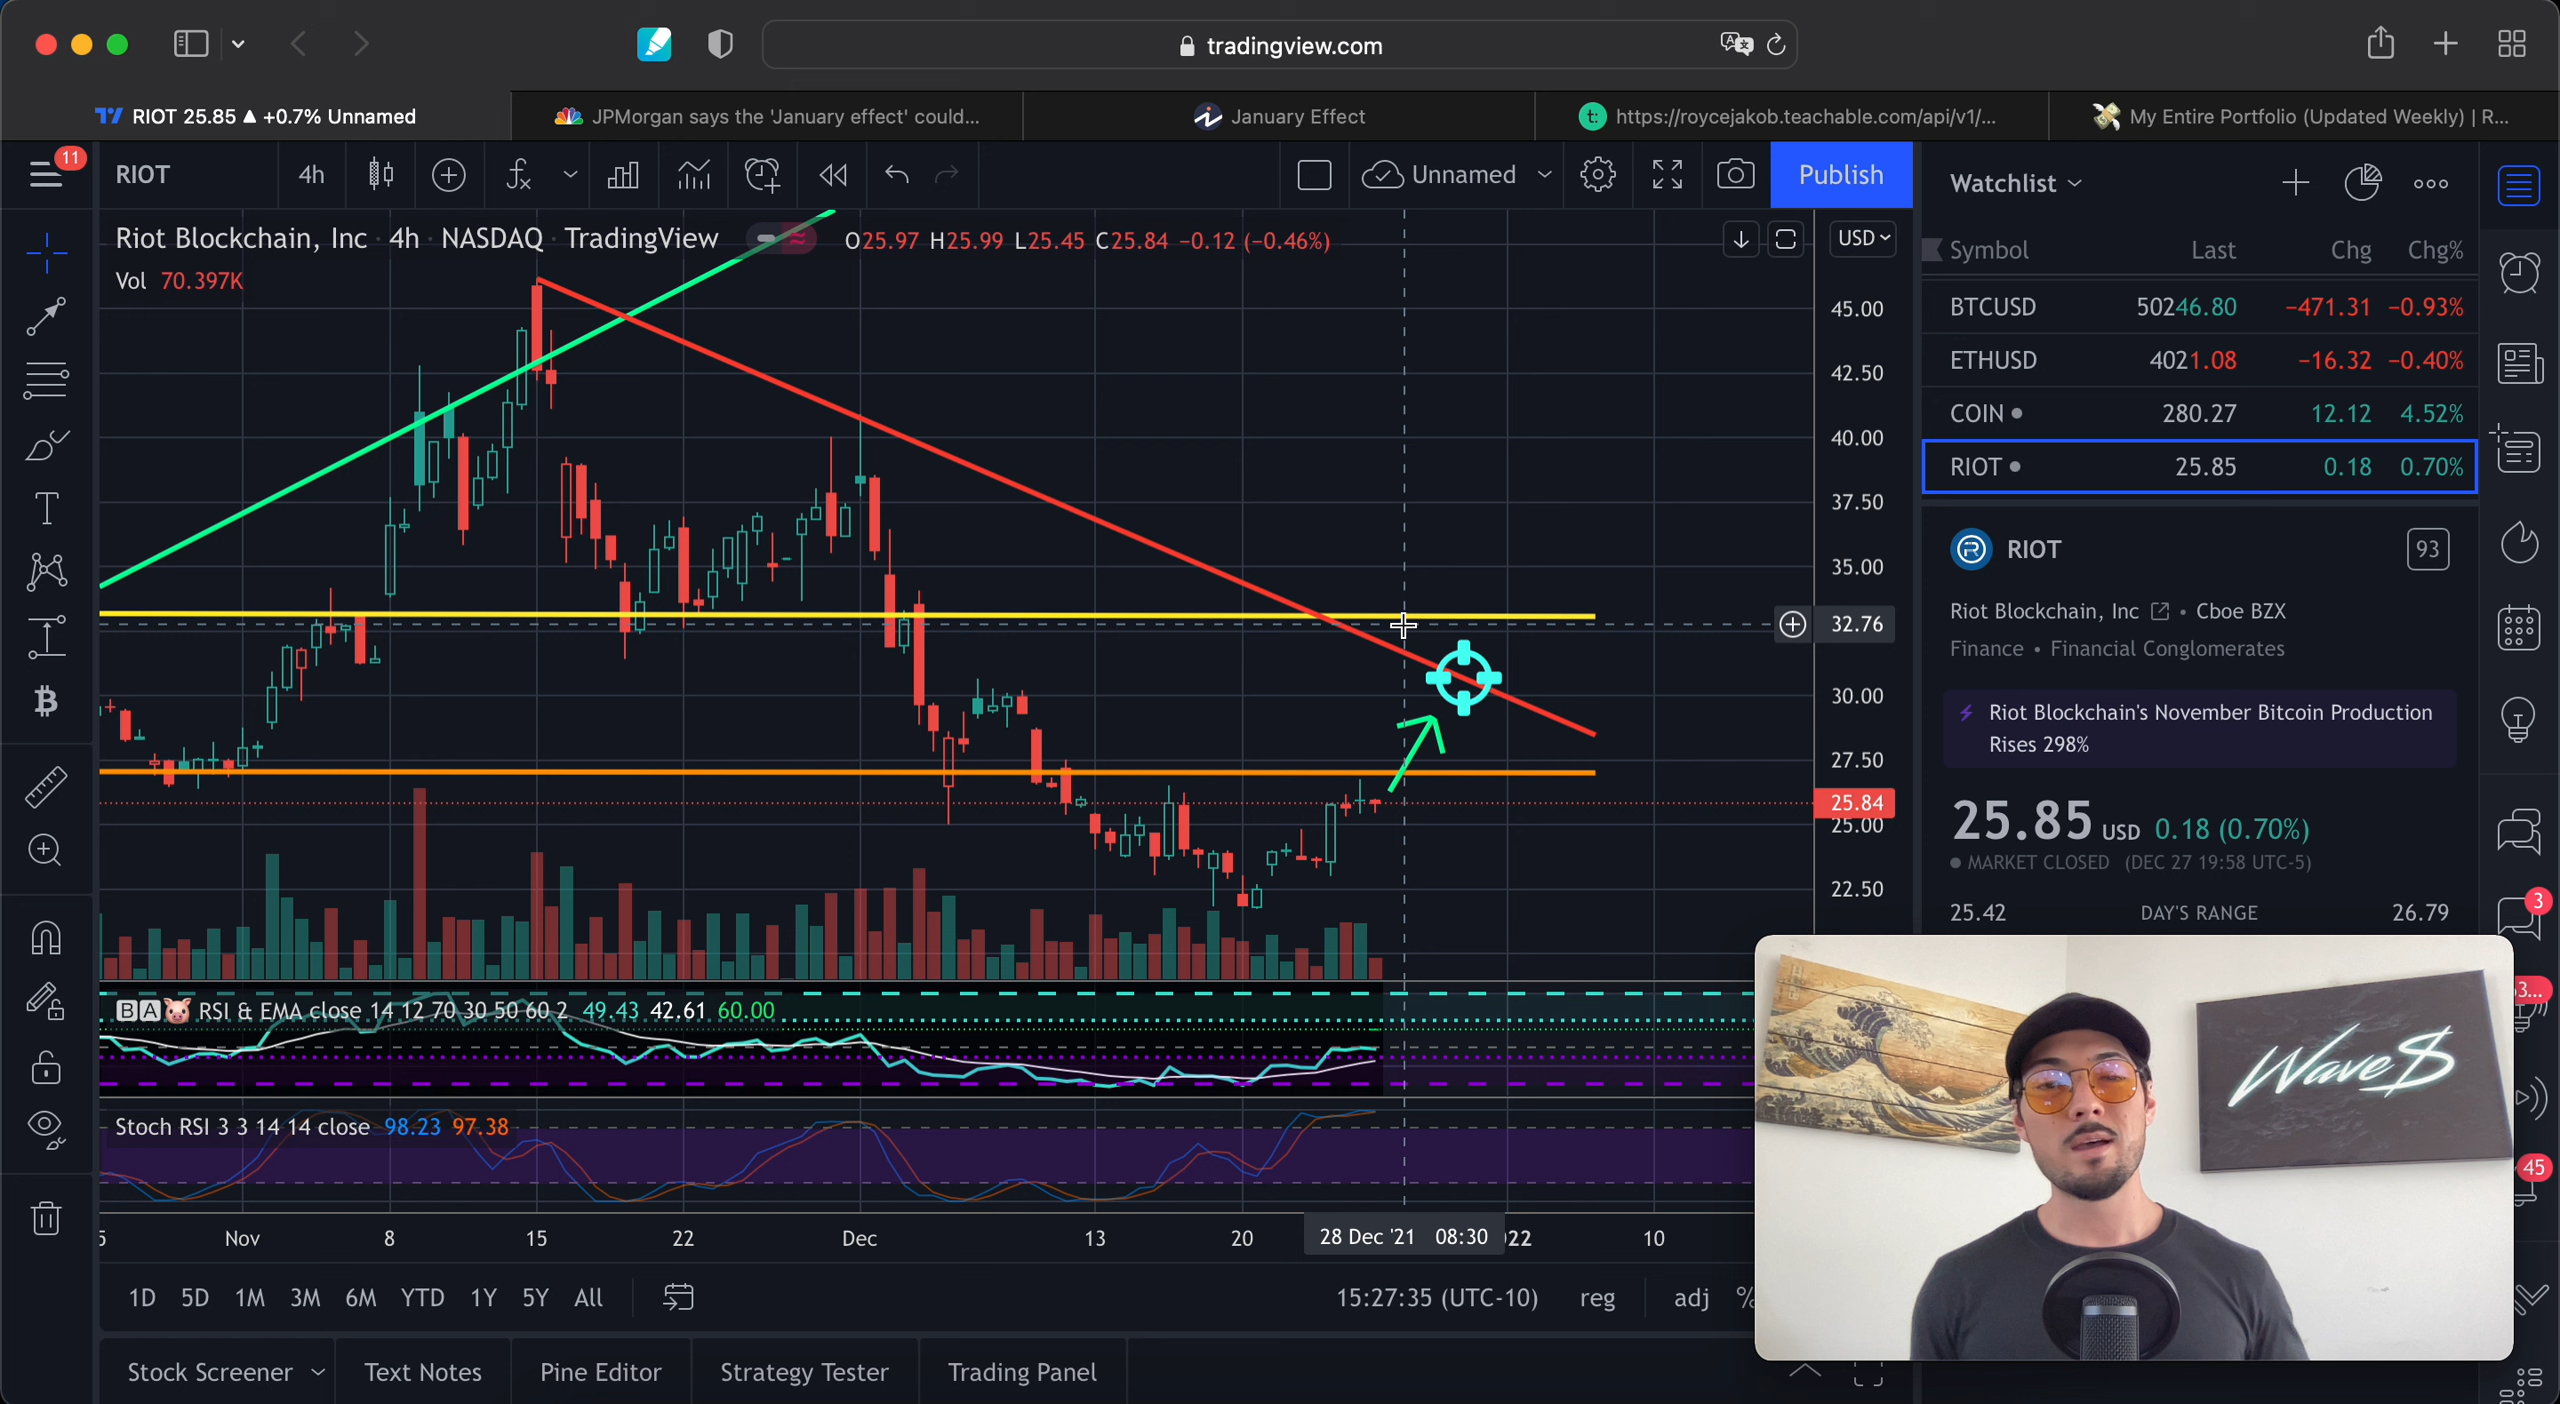 tradingview.com
RIOT 25.85 ▲ +0.7% Unnamed
JPMorgan says the 'January effect' could...
January Effect
https://roycejakob.teachable.com/api/v1/...
My Entire Portfolio (Updated Weekly) | R...
11
RIOT
4h
Unnamed
Publish
Watchlist
Riot Blockchain, Inc · 4h · NASDAQ · TradingView
O25.97 H25.99 L25.45 C25.84 −0.12 (−0.46%)
USD
Vol 70.397K
Symbol Last Chg Chg%
BTCUSD 50246.80 −471.31 −0.93%
ETHUSD 4021.08 −16.32 −0.40%
COIN 280.27 12.12 4.52%
RIOT 25.85 0.18 0.70%
45.00
42.50
40.00
37.50
35.00
32.76
30.00
27.50
25.84
25.00
22.50
RIOT
93
Riot Blockchain, Inc • Cboe BZX
Finance • Financial Conglomerates
Riot Blockchain's November Bitcoin Production
Rises 298%
25.85 USD 0.18 (0.70%)
MARKET CLOSED (DEC 27 19:58 UTC-5)
25.42 DAY'S RANGE 26.79
3
BA RSI & EMA close 14 12 70 30 50 60 2 49.43 42.61 60.00
Stoch RSI 3 3 14 14 close 98.23 97.38
Wave$
45
Nov 8 15 22 Dec 13 20 28 Dec '21 08:30 022 10
1D 5D 1M 3M 6M YTD 1Y 5Y All
15:27:35 (UTC-10) reg adj %
Stock Screener Text Notes Pine Editor Strategy Tester Trading Panel